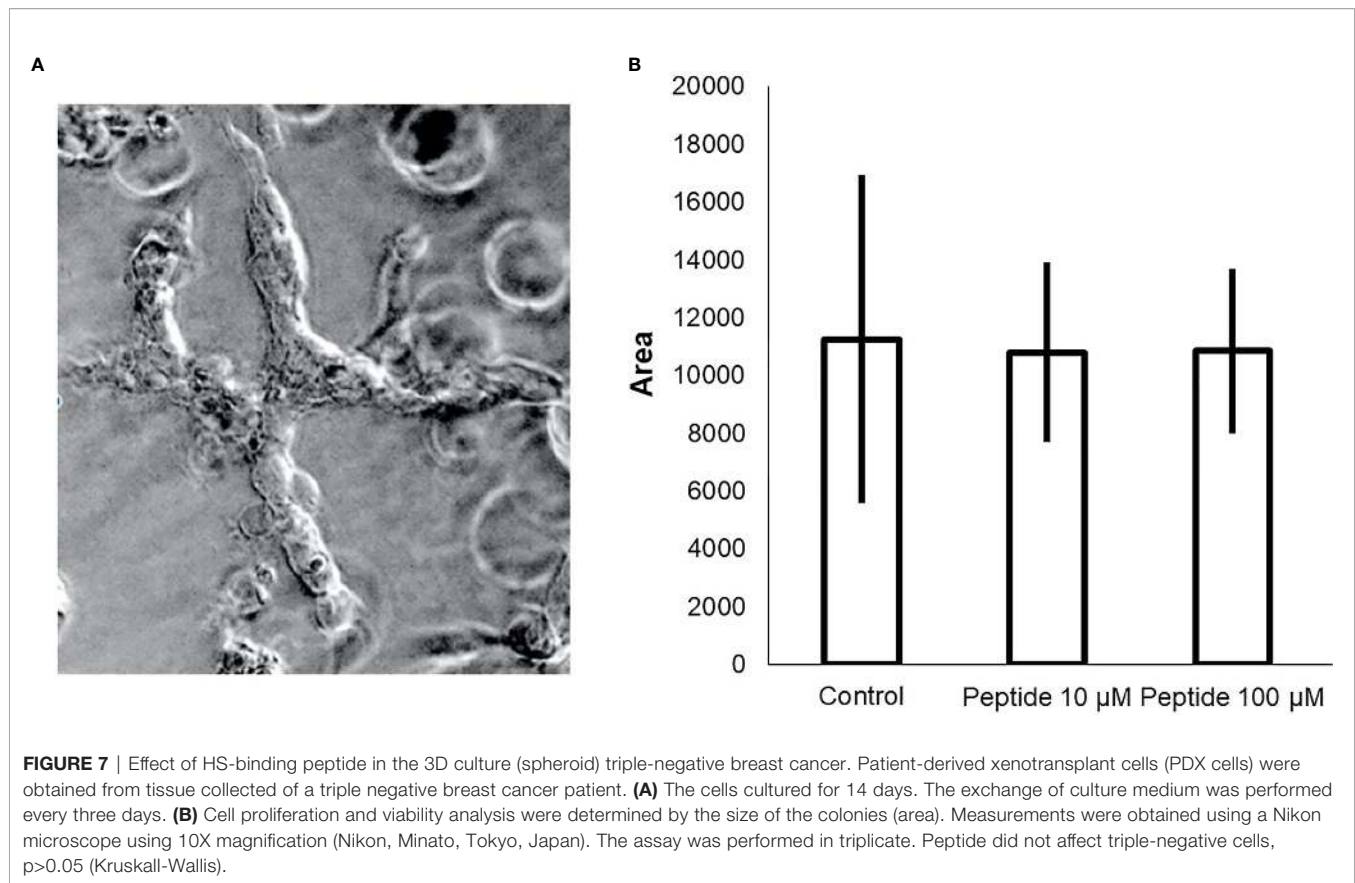 A
B
20000
18000
16000
14000
12000
10000
8000
6000
4000
2000
0
Area
Control Peptide 10 µM Peptide 100 µM
FIGURE 7 | Effect of HS-binding peptide in the 3D culture (spheroid) triple-negative breast cancer. Patient-derived xenotransplant cells (PDX cells) were
obtained from tissue collected of a triple negative breast cancer patient. (A) The cells cultured for 14 days. The exchange of culture medium was performed
every three days. (B) Cell proliferation and viability analysis were determined by the size of the colonies (area). Measurements were obtained using a Nikon
microscope using 10X magnification (Nikon, Minato, Tokyo, Japan). The assay was performed in triplicate. Peptide did not affect triple-negative cells,
p>0.05 (Kruskall-Wallis).